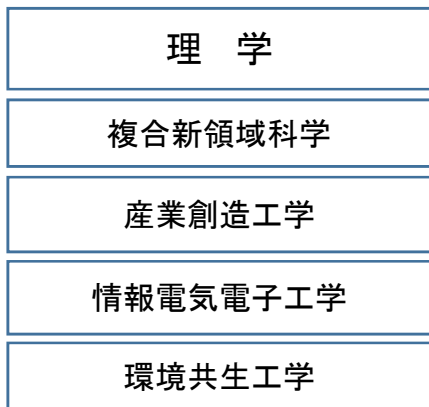 理　学
複合新領域科学
産業創造工学
情報電気電子工学
環境共生工学